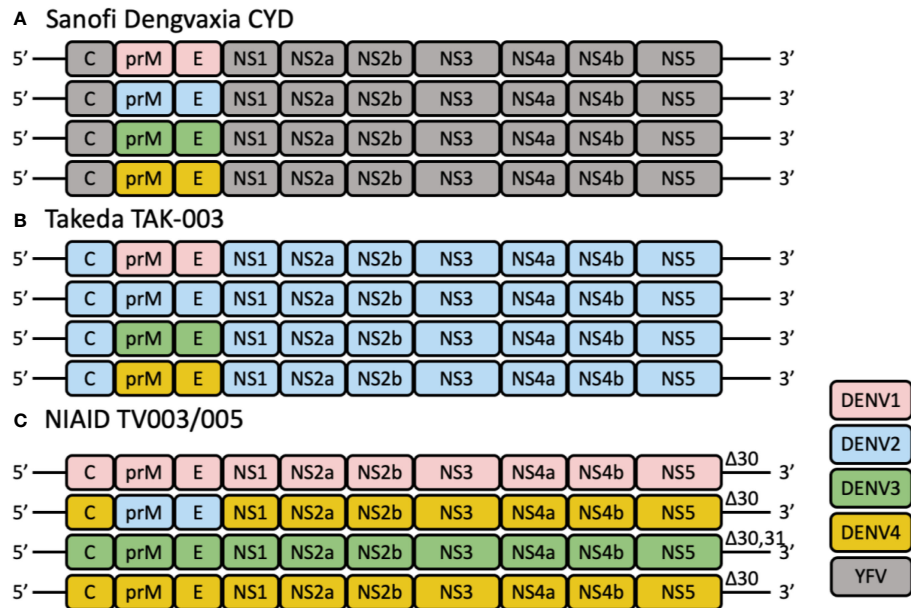 A Sanofi Dengvaxia CYD
5’ C prM E NS1 NS2a NS2b NS3 NS4a NS4b NS5 3’
5’ C prM E NS1 NS2a NS2b NS3 NS4a NS4b NS5 3’
5’ C prM E NS1 NS2a NS2b NS3 NS4a NS4b NS5 3’
5’ C prM E NS1 NS2a NS2b NS3 NS4a NS4b NS5 3’
B Takeda TAK-003
5’ C prM E NS1 NS2a NS2b NS3 NS4a NS4b NS5 3’
5’ C prM E NS1 NS2a NS2b NS3 NS4a NS4b NS5 3’
5’ C prM E NS1 NS2a NS2b NS3 NS4a NS4b NS5 3’
5’ C prM E NS1 NS2a NS2b NS3 NS4a NS4b NS5 3’
C NIAID TV003/005
5’ C prM E NS1 NS2a NS2b NS3 NS4a NS4b NS5 Δ30 3’
5’ C prM E NS1 NS2a NS2b NS3 NS4a NS4b NS5 Δ30 3’
5’ C prM E NS1 NS2a NS2b NS3 NS4a NS4b NS5 Δ30,31 3’
5’ C prM E NS1 NS2a NS2b NS3 NS4a NS4b NS5 Δ30 3’
DENV1
DENV2
DENV3
DENV4
YFV